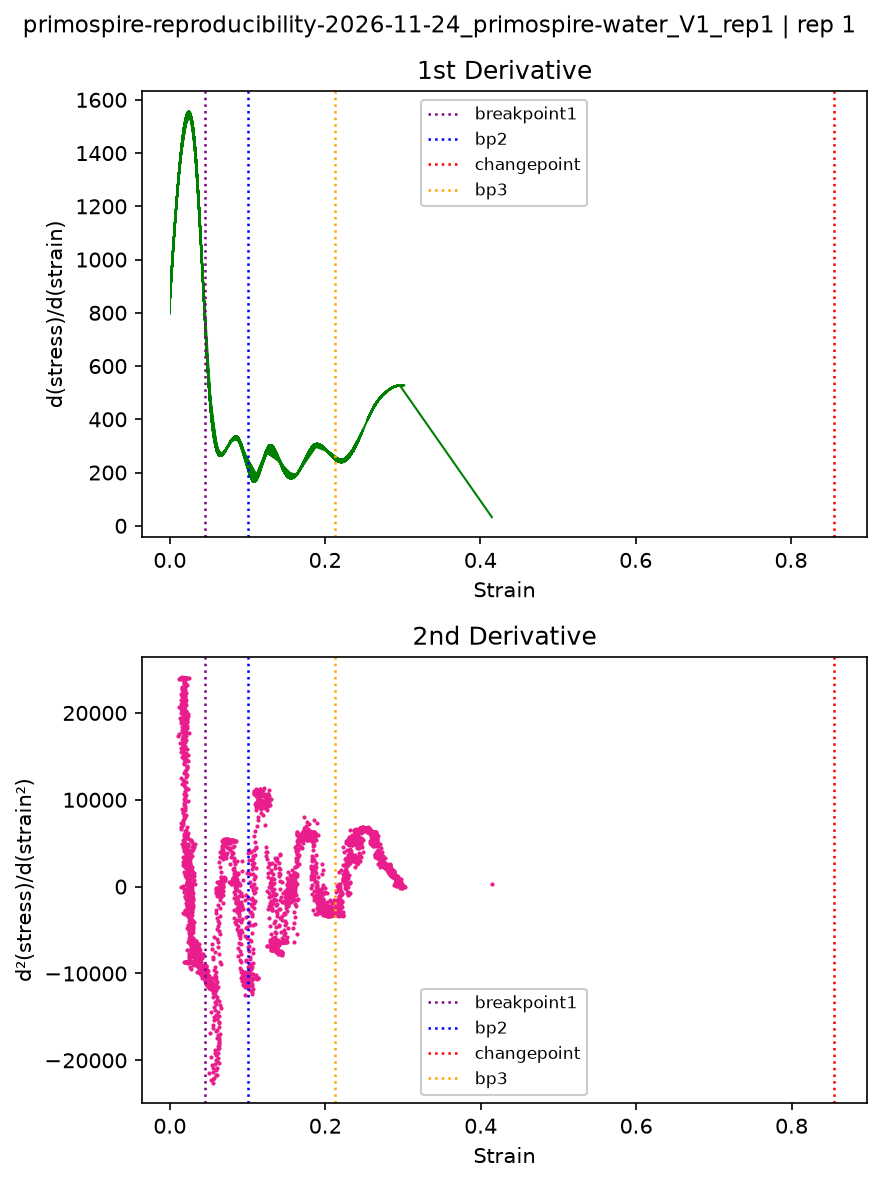 primospire-reproducibility-2026-11-24_primospire-water_V1_rep1 | rep 1
1st Derivative
1600
1400
1200
1000
800
600
400
200
0
d(stress)/d(strain)
breakpoint1
bp2
changepoint
bp3
0.0 0.2 0.4 0.6 0.8
Strain
2nd Derivative
20000
10000
0
−10000
−20000
d²(stress)/d(strain²)
breakpoint1
bp2
changepoint
bp3
0.0 0.2 0.4 0.6 0.8
Strain